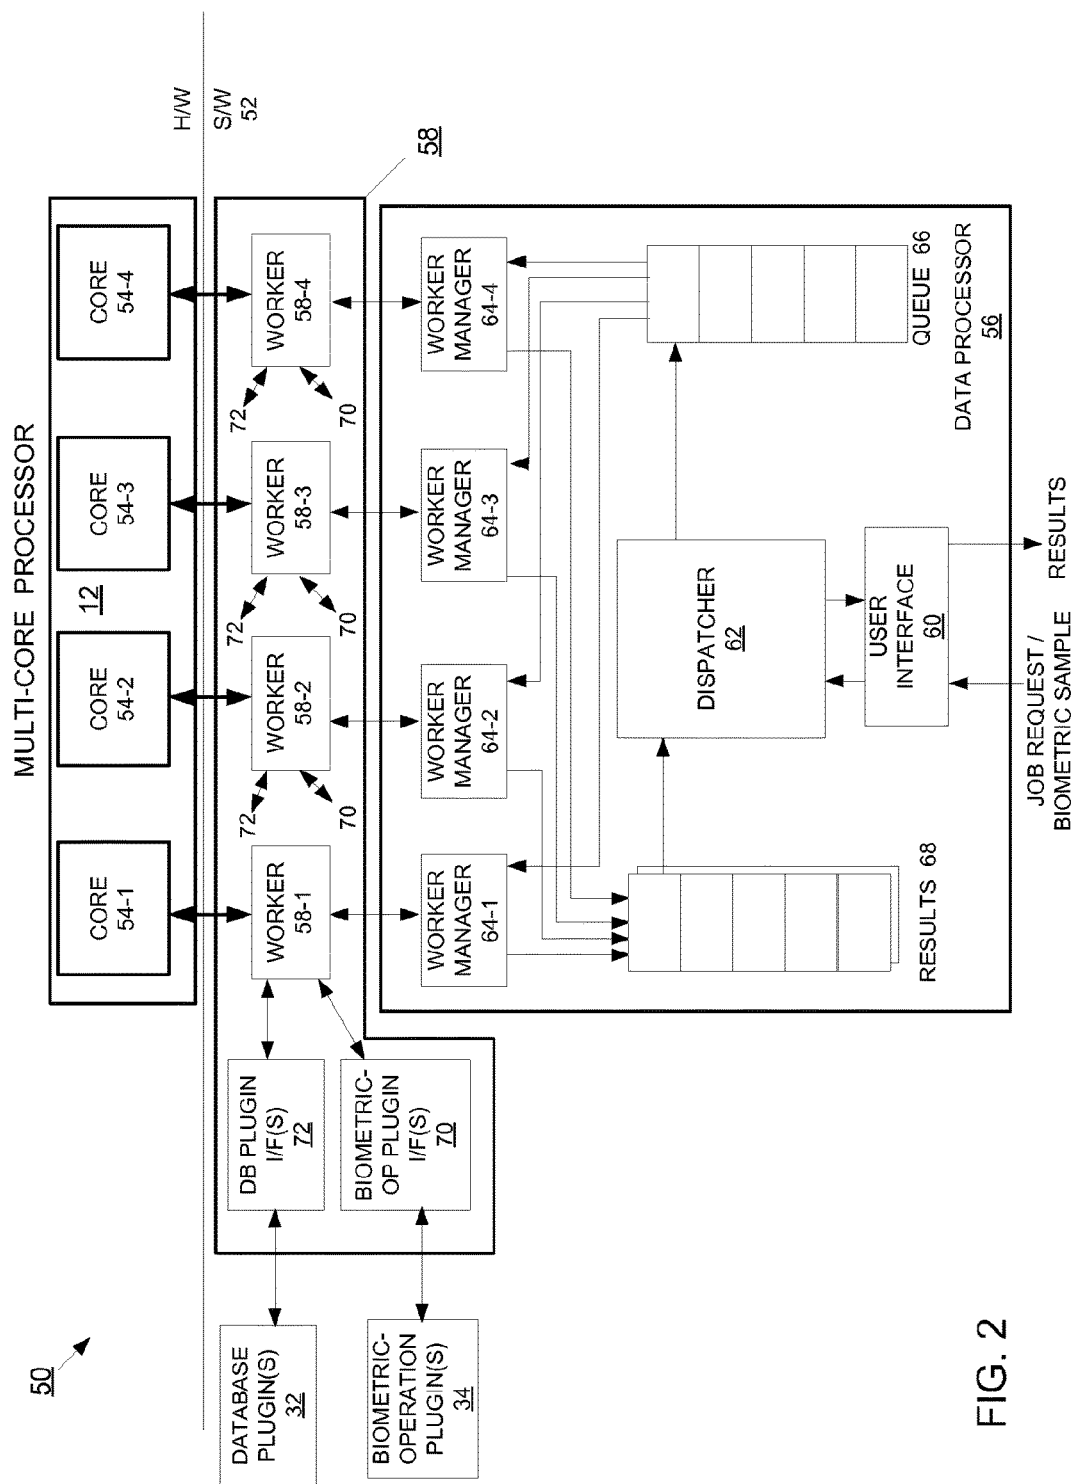 50
MULTI-CORE PROCESSOR
12
CORE
54-1
CORE
54-2
CORE
54-3
CORE
54-4
H/W
S/W
52
58
DATABASE
PLUGIN(S)
32
BIOMETRIC-
OPERATION
PLUGIN(S)
34
DB PLUGIN
I/F(S)
72
BIOMETRIC-
OP PLUGIN
I/F(S)
70
WORKER
58-1
72
70
WORKER
58-2
72
70
WORKER
58-3
72
70
WORKER
58-4
WORKER
MANAGER
64-1
WORKER
MANAGER
64-2
WORKER
MANAGER
64-3
WORKER
MANAGER
64-4
RESULTS 68
DISPATCHER
62
USER
INTERFACE
60
QUEUE 66
DATA PROCESSOR
56
JOB REQUEST /
BIOMETRIC SAMPLE
RESULTS
FIG. 2